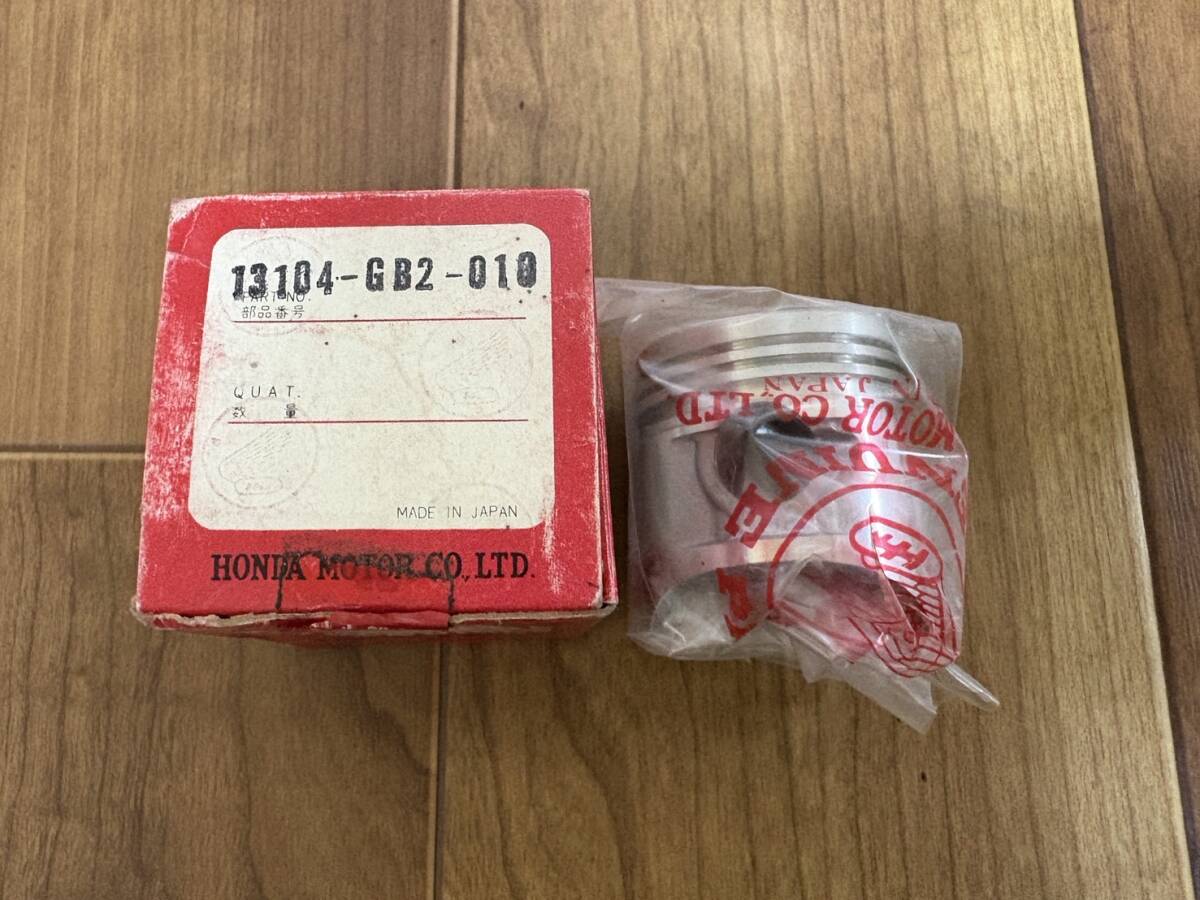 13104-GB2-010
PART NO.
部品番号
QUAT.
数 量
MADE IN JAPAN
HONDA MOTOR CO., LTD.
IN JAPAN
MOTOR CO., LTD.